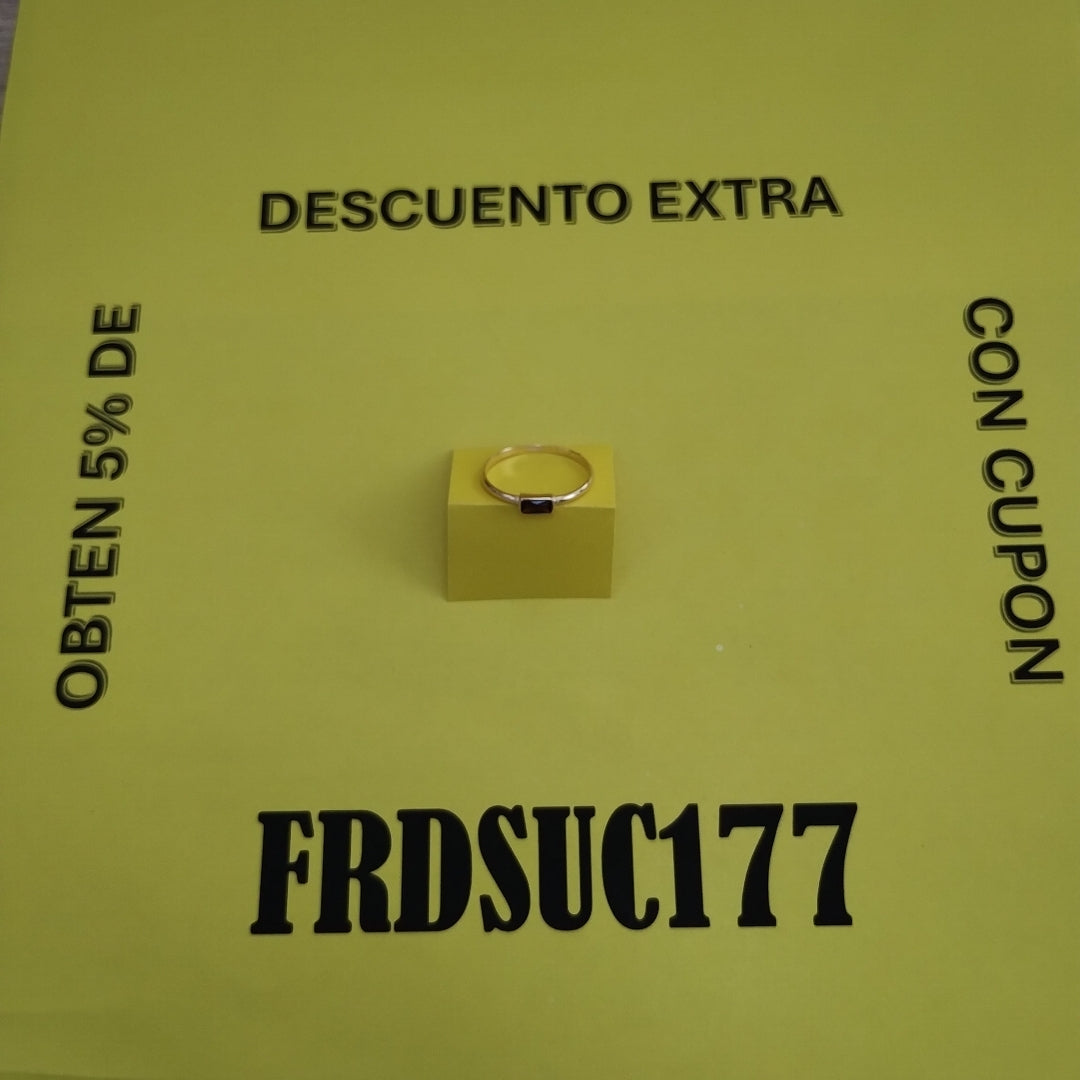 OBTEN 5% DE
DESCUENTO EXTRA
CON CUPON
FRDSUC177